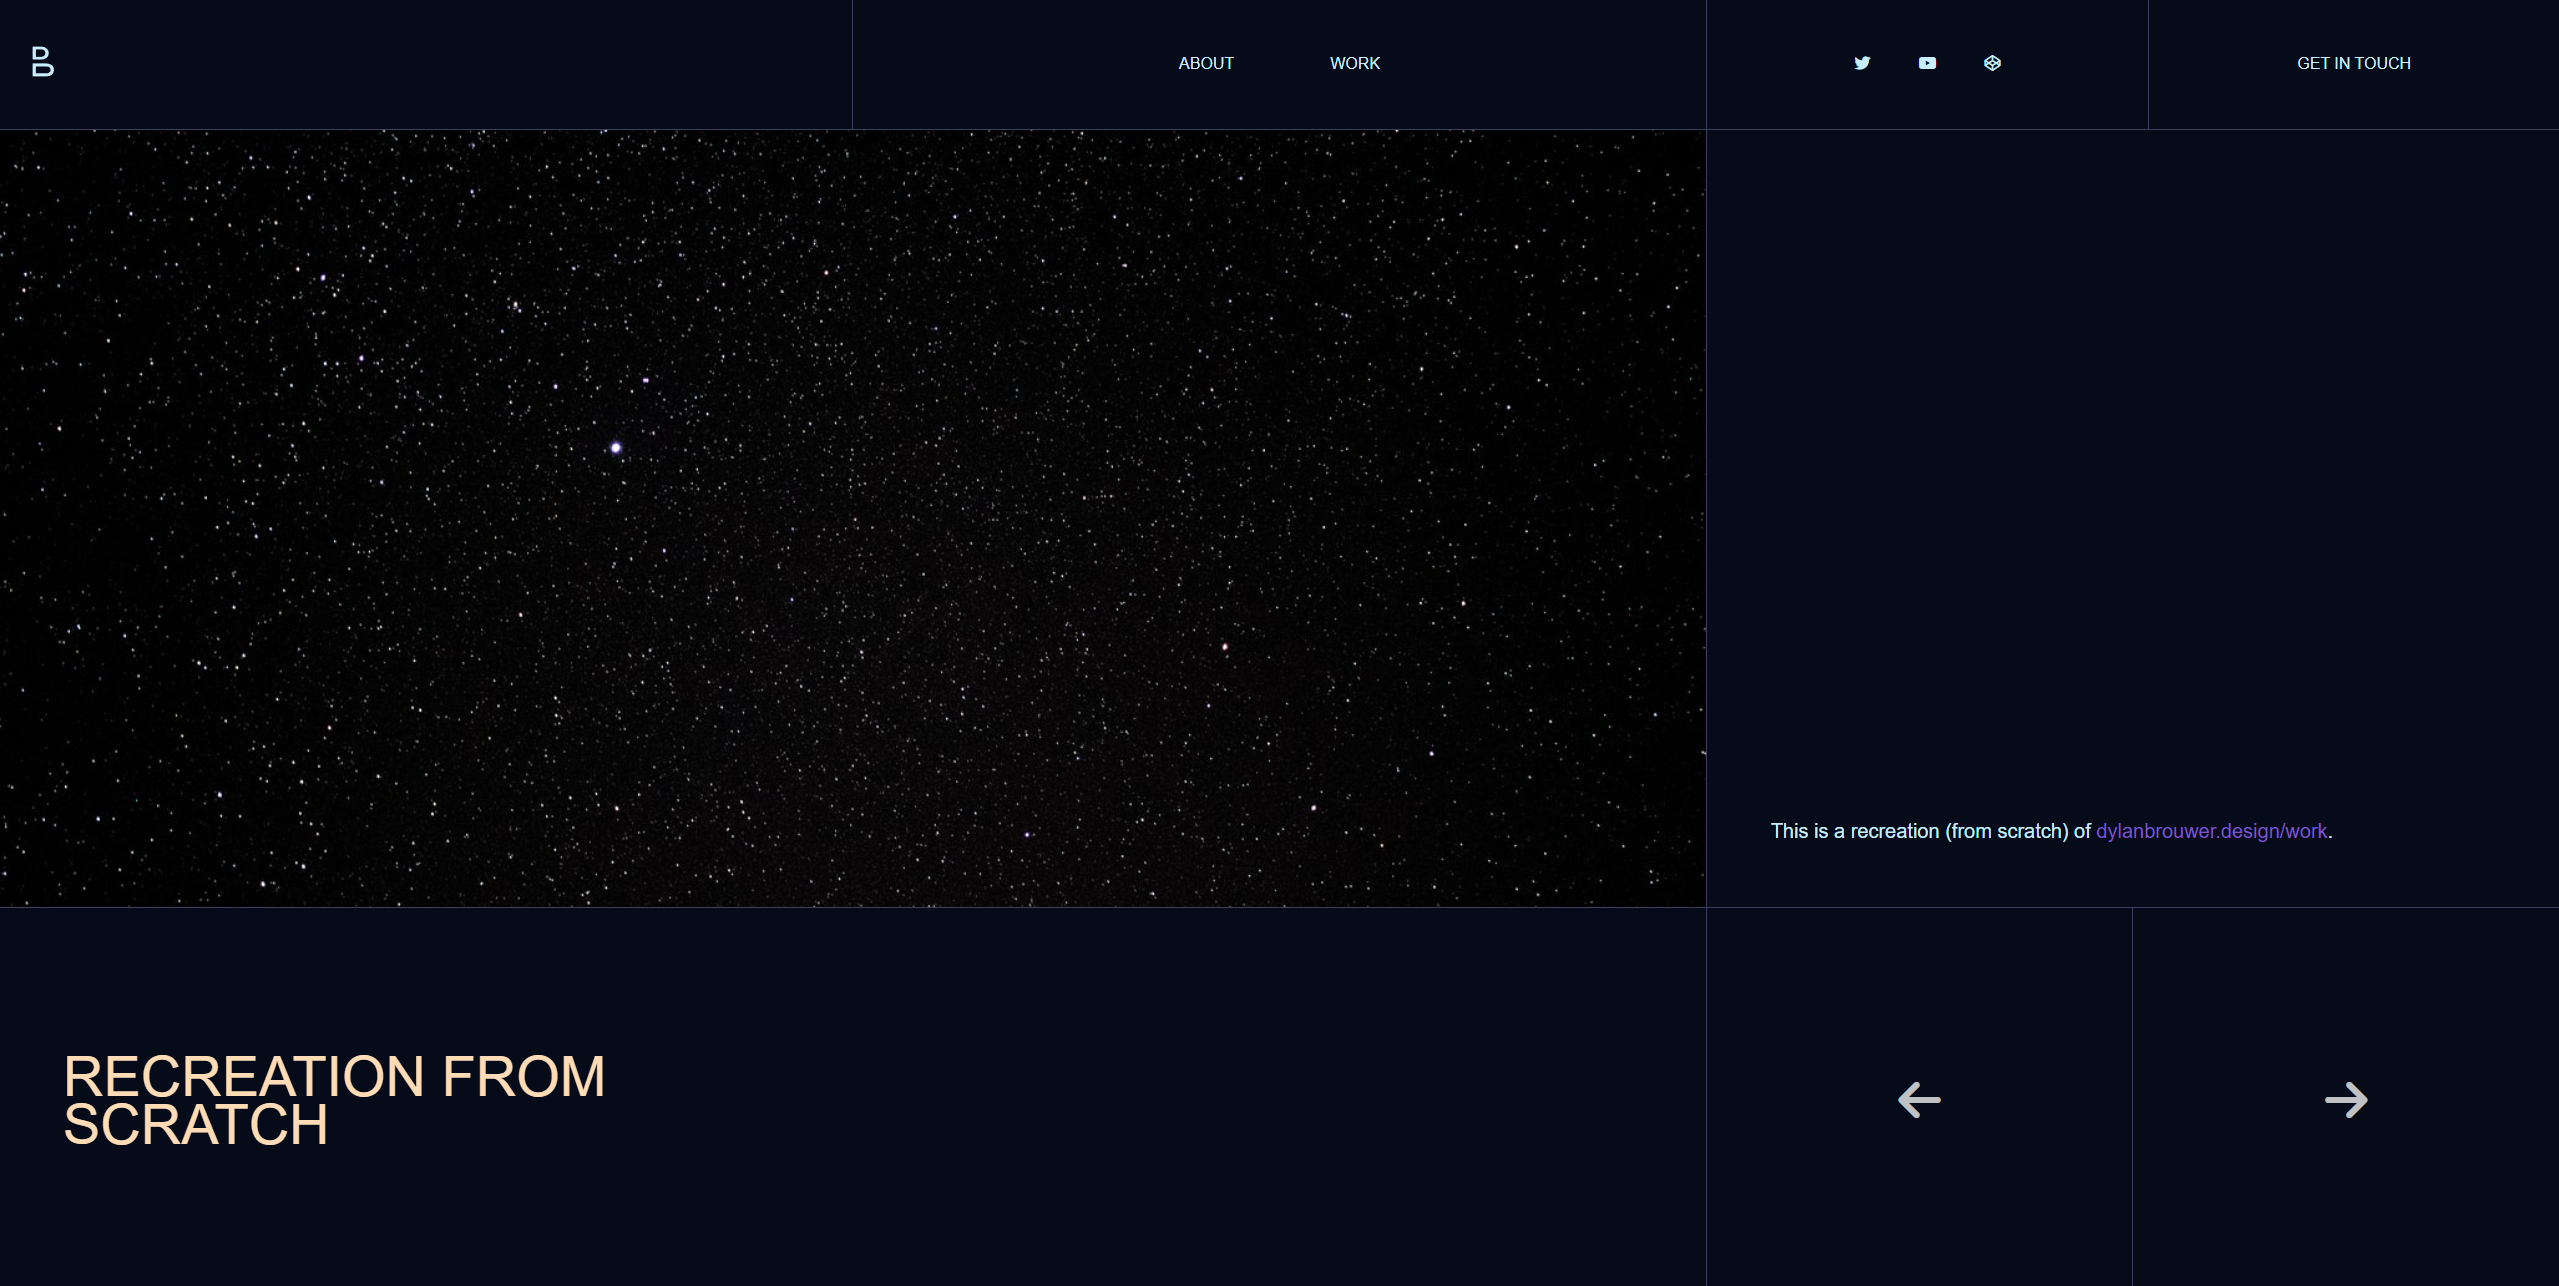 B
ABOUT
WORK
GET IN TOUCH
This is a recreation (from scratch) of dylanbrouwer.design/work.
RECREATION FROM
SCRATCH